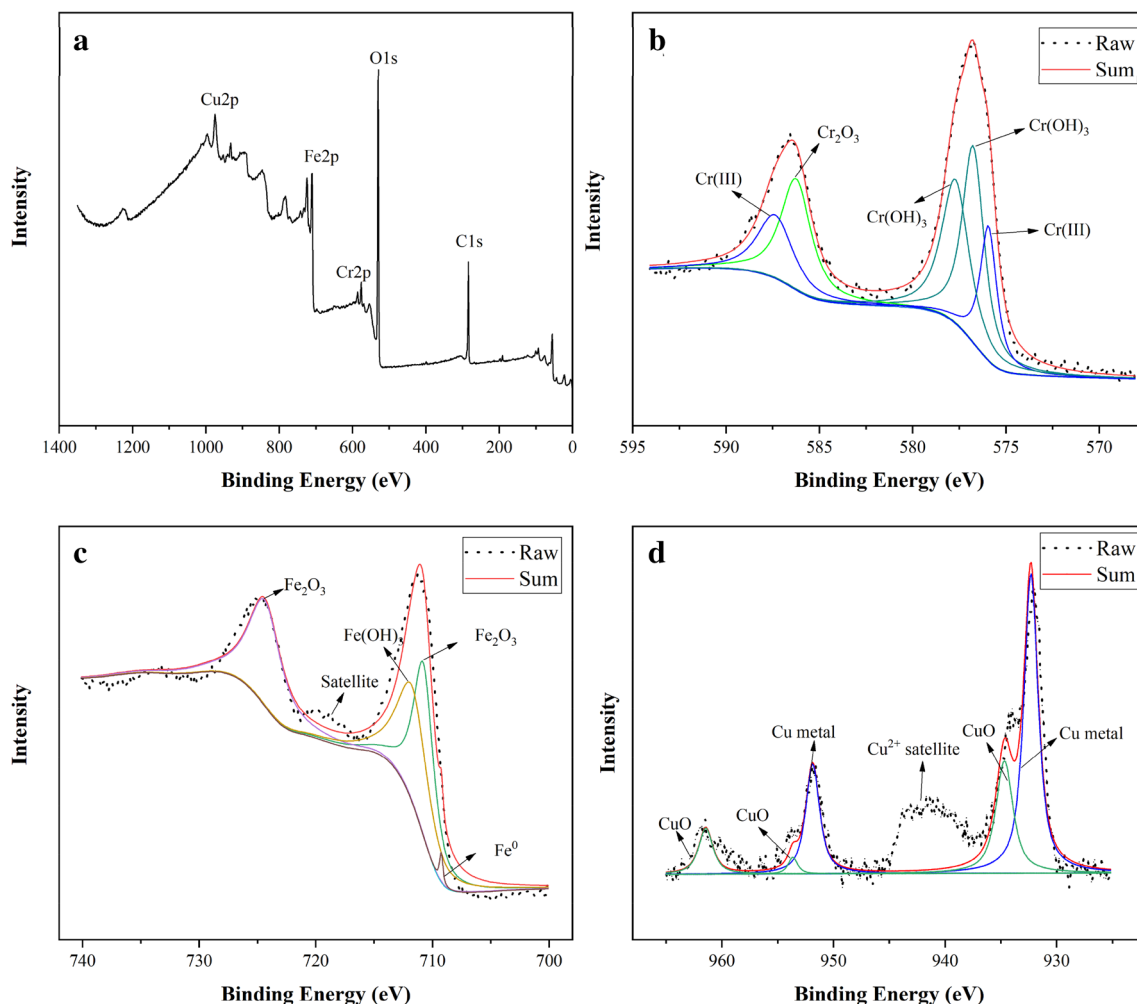 a
Cu2p
Fe2p
O1s
Cr2p
C1s
Intensity
1400 1200 1000 800 600 400 200 0
Binding Energy (eV)
b
Raw
Sum
Cr(III)
Cr₂O₃
Cr(OH)₃
Cr(OH)₃
Cr(III)
Intensity
595 590 585 580 575 570
Binding Energy (eV)
c
Raw
Sum
Fe₂O₃
Satellite
Fe(OH)
Fe₂O₃
Fe⁰
Intensity
740 730 720 710 700
Binding Energy (eV)
d
Raw
Sum
CuO
CuO
Cu metal
Cu²⁺ satellite
CuO
Cu metal
Intensity
960 950 940 930
Binding Energy (eV)